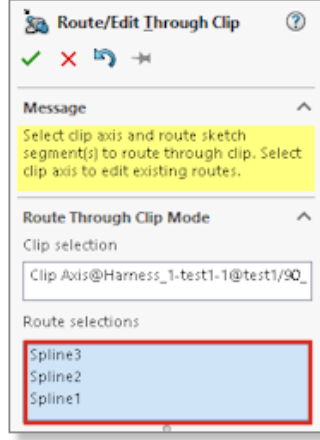 Route/Edit Through Clip
Message
Select clip axis and route sketch
segment(s) to route through clip. Select
clip axis to edit existing routes.
Route Through Clip Mode
Clip selection
Clip Axis@Harness_1-test1-1@test1/90_
Route selections
Spline3
Spline2
Spline1